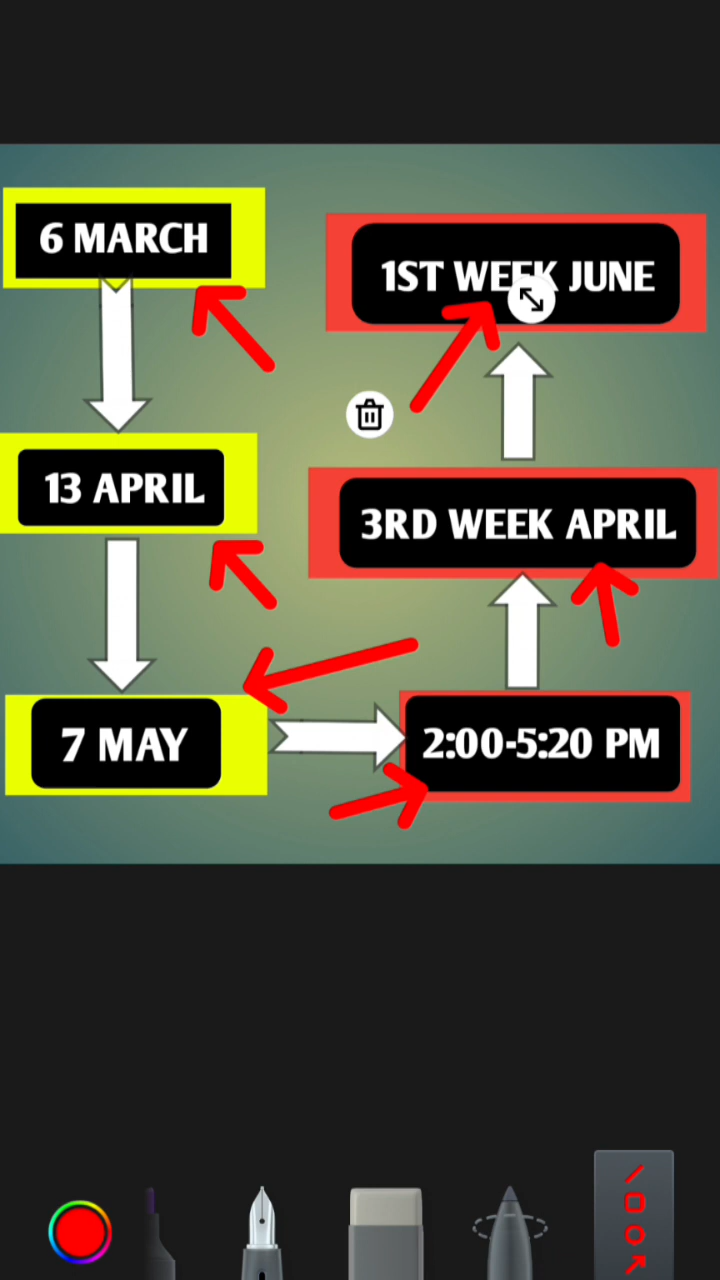 6 MARCH
13 APRIL
7 MAY
2:00-5:20 PM
3RD WEEK APRIL
1ST WEEK JUNE